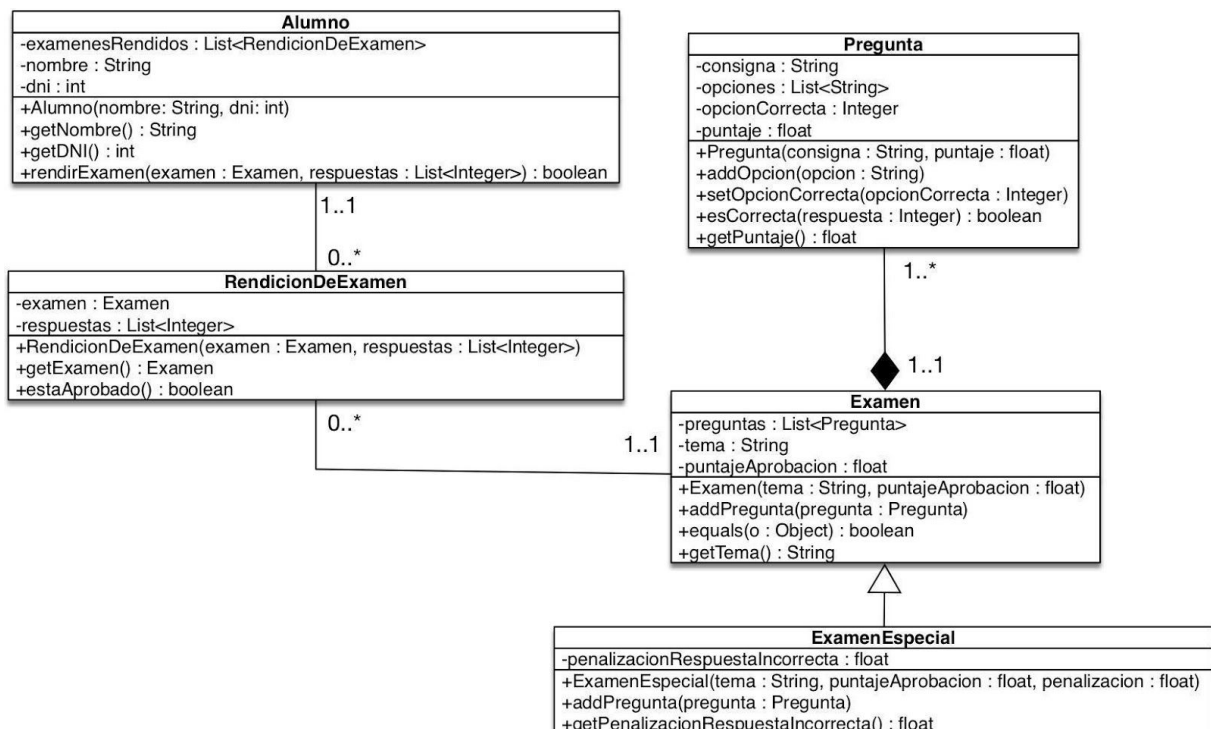 Alumno
-examenesRendidos : List<RendicionDeExamen>
-nombre : String
-dni : int
+Alumno(nombre: String, dni: int)
+getNombre() : String
+getDNI() : int
+rendirExamen(examen : Examen, respuestas : List<Integer>) : boolean
1..1
0..*
RendicionDeExamen
-examen : Examen
-respuestas : List<Integer>
+RendicionDeExamen(examen : Examen, respuestas : List<Integer>)
+getExamen() : Examen
+estaAprobado() : boolean
0..*
1..1
Pregunta
-consigna : String
-opciones : List<String>
-opcionCorrecta : Integer
-puntaje : float
+Pregunta(consigna : String, puntaje : float)
+addOpcion(opcion : String)
+setOpcionCorrecta(opcionCorrecta : Integer)
+esCorrecta(respuesta : Integer) : boolean
+getPuntaje() : float
1..*
1..1
Examen
-preguntas : List<Pregunta>
-tema : String
-puntajeAprobacion : float
+Examen(tema : String, puntajeAprobacion : float)
+addPregunta(pregunta : Pregunta)
+equals(o : Object) : boolean
+getTema() : String
ExamenEspecial
-penalizacionRespuestaIncorrecta : float
+ExamenEspecial(tema : String, puntajeAprobacion : float, penalizacion : float)
+addPregunta(pregunta : Pregunta)
+getPenalizacionRespuestaIncorrecta() : float